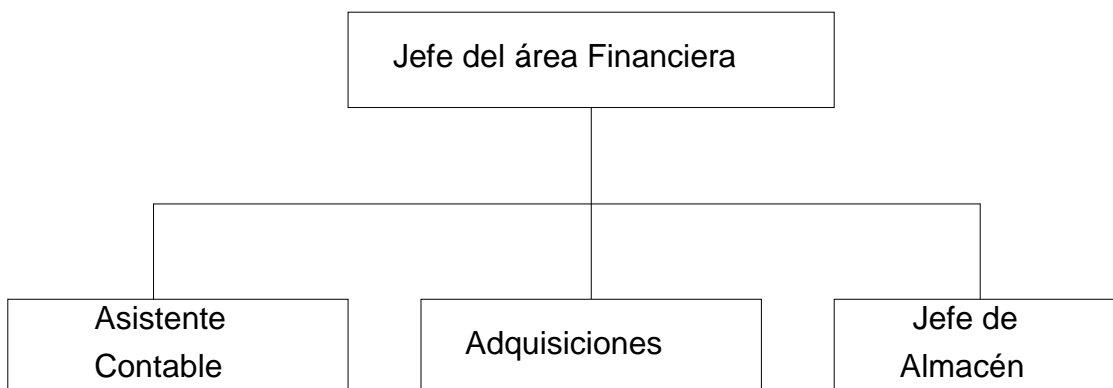 Jefe del área Financiera
Asistente
Contable
Adquisiciones
Jefe de
Almacén